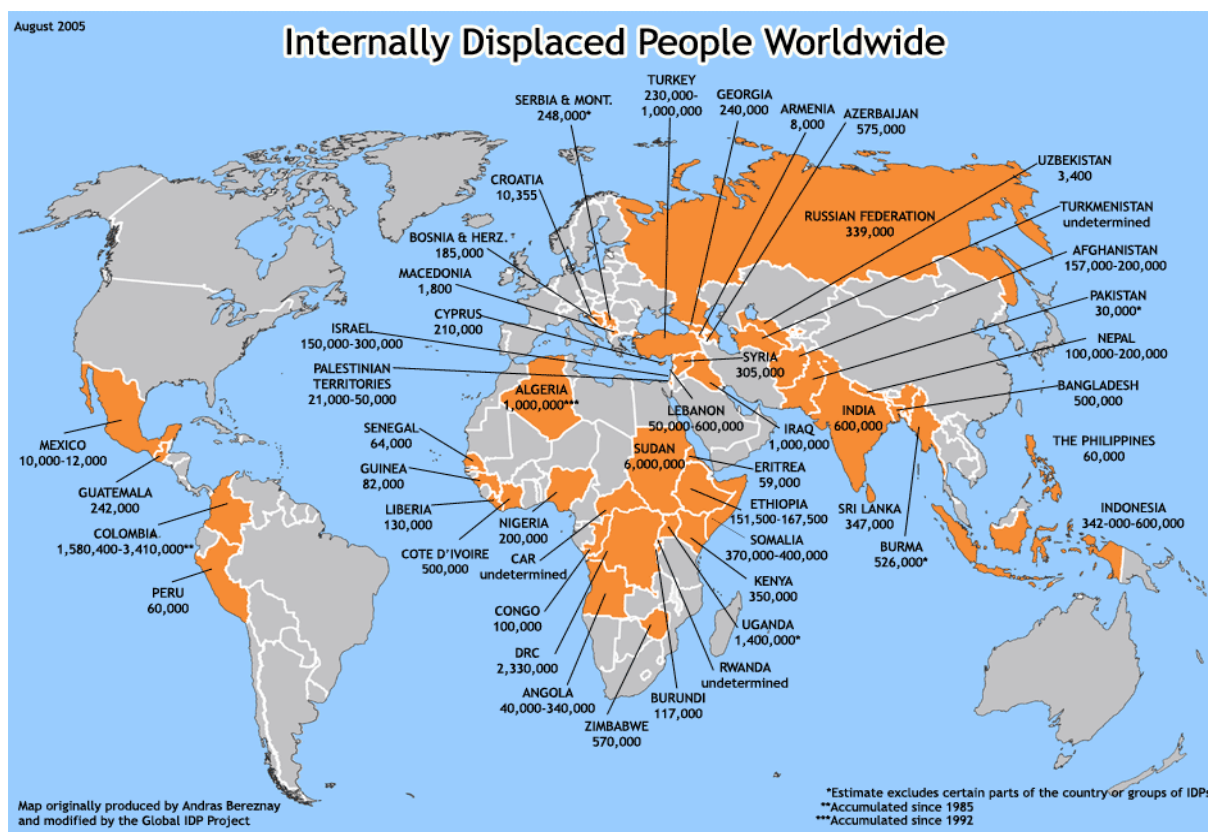 August 2005
Internally Displaced People Worldwide
TURKEY
230,000-
1,000,000
GEORGIA
240,000
ARMENIA
8,000
AZERBAIJAN
575,000
SERBIA & MONT.
248,000*
UZBEKISTAN
3,400
CROATIA
10,355
TURKMENISTAN
undetermined
RUSSIAN FEDERATION
339,000
BOSNIA & HERZ.
185,000
AFGHANISTAN
157,000-200,000
MACEDONIA
1,800
PAKISTAN
30,000*
CYPRUS
210,000
ISRAEL
150,000-300,000
NEPAL
100,000-200,000
SYRIA
305,000
PALESTINIAN
TERRITORIES
21,000-50,000
BANGLADESH
500,000
ALGERIA
1,000,000***
LEBANON
50,000-600,000
INDIA
600,000
IRAQ
1,000,000
SENEGAL
64,000
MEXICO
10,000-12,000
THE PHILIPPINES
60,000
SUDAN
6,000,000
ERITREA
59,000
GUINEA
82,000
GUATEMALA
242,000
ETHIOPIA
151,500-167,500
LIBERIA
130,000
NIGERIA
200,000
SRI LANKA
347,000
INDONESIA
342-000-600,000
COLOMBIA
1,580,400-3,410,000**
SOMALIA
370,000-400,000
BURMA
526,000*
COTE D'IVOIRE
500,000
CAR
undetermined
KENYA
350,000
PERU
60,000
CONGO
100,000
UGANDA
1,400,000*
DRC
2,330,000
RWANDA
undetermined
ANGOLA
40,000-340,000
BURUNDI
117,000
ZIMBABWE
570,000
Map originally produced by Andras Bereznay
and modified by the Global IDP Project
*Estimate excludes certain parts of the country or groups of IDPs
**Accumulated since 1985
***Accumulated since 1992